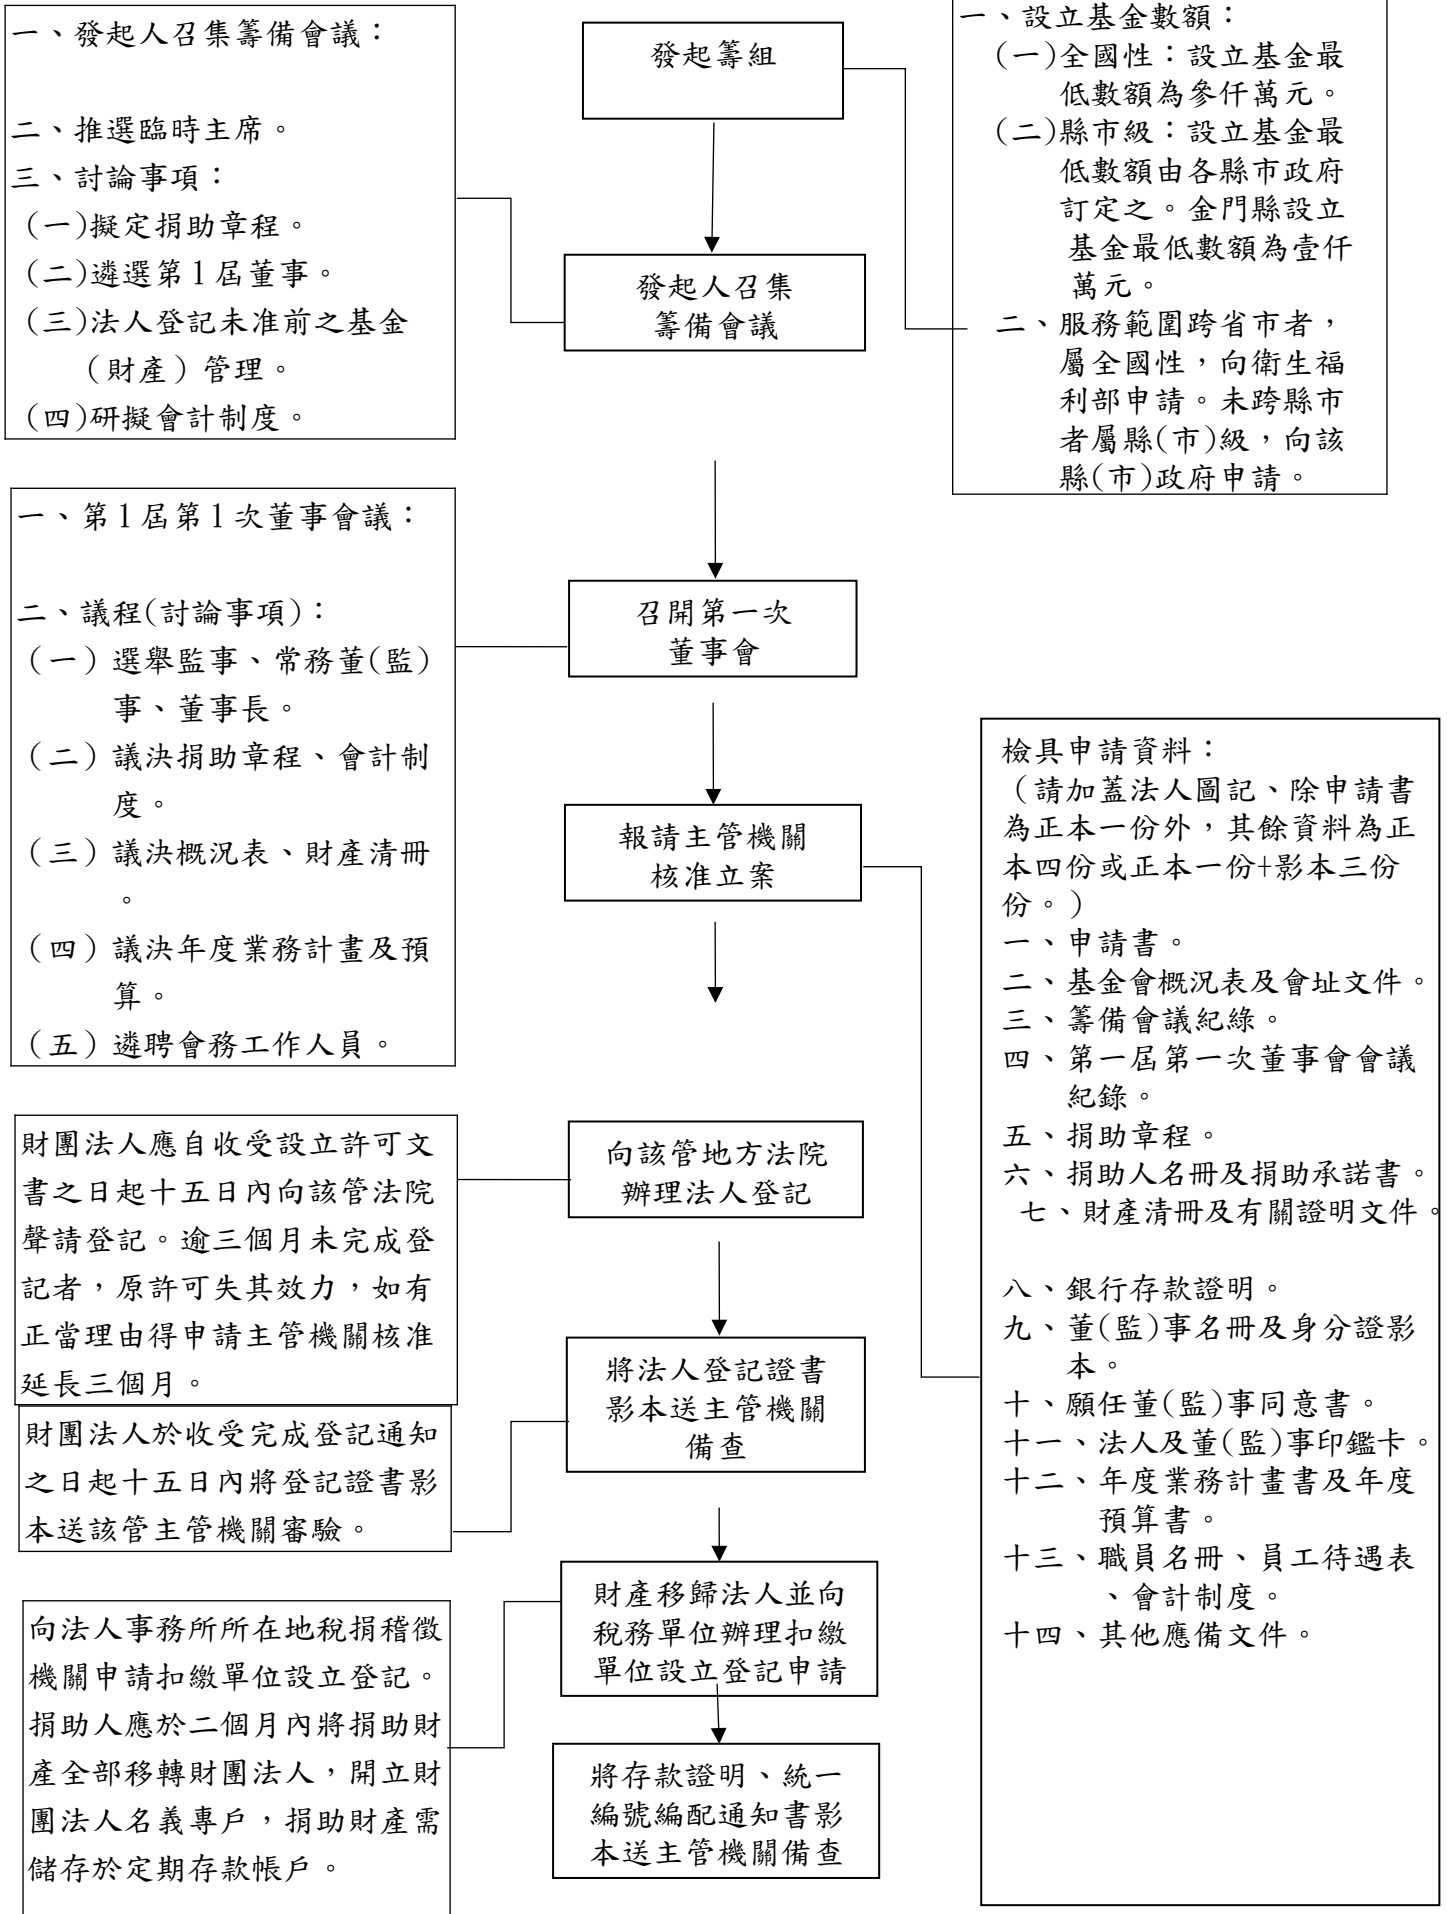 一、發起人召集籌備會議：
二、推選臨時主席。
三、討論事項：
(一)擬定捐助章程。
(二)遴選第1屆董事。
(三)法人登記未准前之基金
（財產）管理。
(四)研擬會計制度。
發起籌組
一、設立基金數額：
(一)全國性：設立基金最
低數額為參仟萬元。
(二)縣市級：設立基金最
低數額由各縣市政府
訂定之。金門縣設立
基金最低數額為壹仟
萬元。
二、服務範圍跨省市者，
屬全國性，向衛生福
利部申請。未跨縣市
者屬縣(市)級，向該
縣(市)政府申請。
發起人召集
籌備會議
一、第1屆第1次董事會議：
二、議程(討論事項)：
（一）選舉監事、常務董(監)
事、董事長。
（二）議決捐助章程、會計制
度。
（三）議決概況表、財產清冊
。
（四）議決年度業務計畫及預
算。
（五）遴聘會務工作人員。
召開第一次
董事會
報請主管機關
核准立案
檢具申請資料：
（請加蓋法人圖記、除申請書
為正本一份外，其餘資料為正
本四份或正本一份+影本三份
份。）
一、申請書。
二、基金會概況表及會址文件。
三、籌備會議紀綠。
四、第一屆第一次董事會會議
紀錄。
五、捐助章程。
六、捐助人名冊及捐助承諾書。
七、財產清冊及有關證明文件。
八、銀行存款證明。
九、董(監)事名冊及身分證影
本。
十、願任董(監)事同意書。
十一、法人及董(監)事印鑑卡。
十二、年度業務計畫書及年度
預算書。
十三、職員名冊、員工待遇表
、會計制度。
十四、其他應備文件。
財團法人應自收受設立許可文
書之日起十五日內向該管法院
聲請登記。逾三個月未完成登
記者，原許可失其效力，如有
正當理由得申請主管機關核准
延長三個月。
向該管地方法院
辦理法人登記
財團法人於收受完成登記通知
之日起十五日內將登記證書影
本送該管主管機關審驗。
將法人登記證書
影本送主管機關
備查
向法人事務所所在地稅捐稽徵
機關申請扣繳單位設立登記。
捐助人應於二個月內將捐助財
產全部移轉財團法人，開立財
團法人名義專戶，捐助財產需
儲存於定期存款帳戶。
財產移歸法人並向
稅務單位辦理扣繳
單位設立登記申請
將存款證明、統一
編號編配通知書影
本送主管機關備查